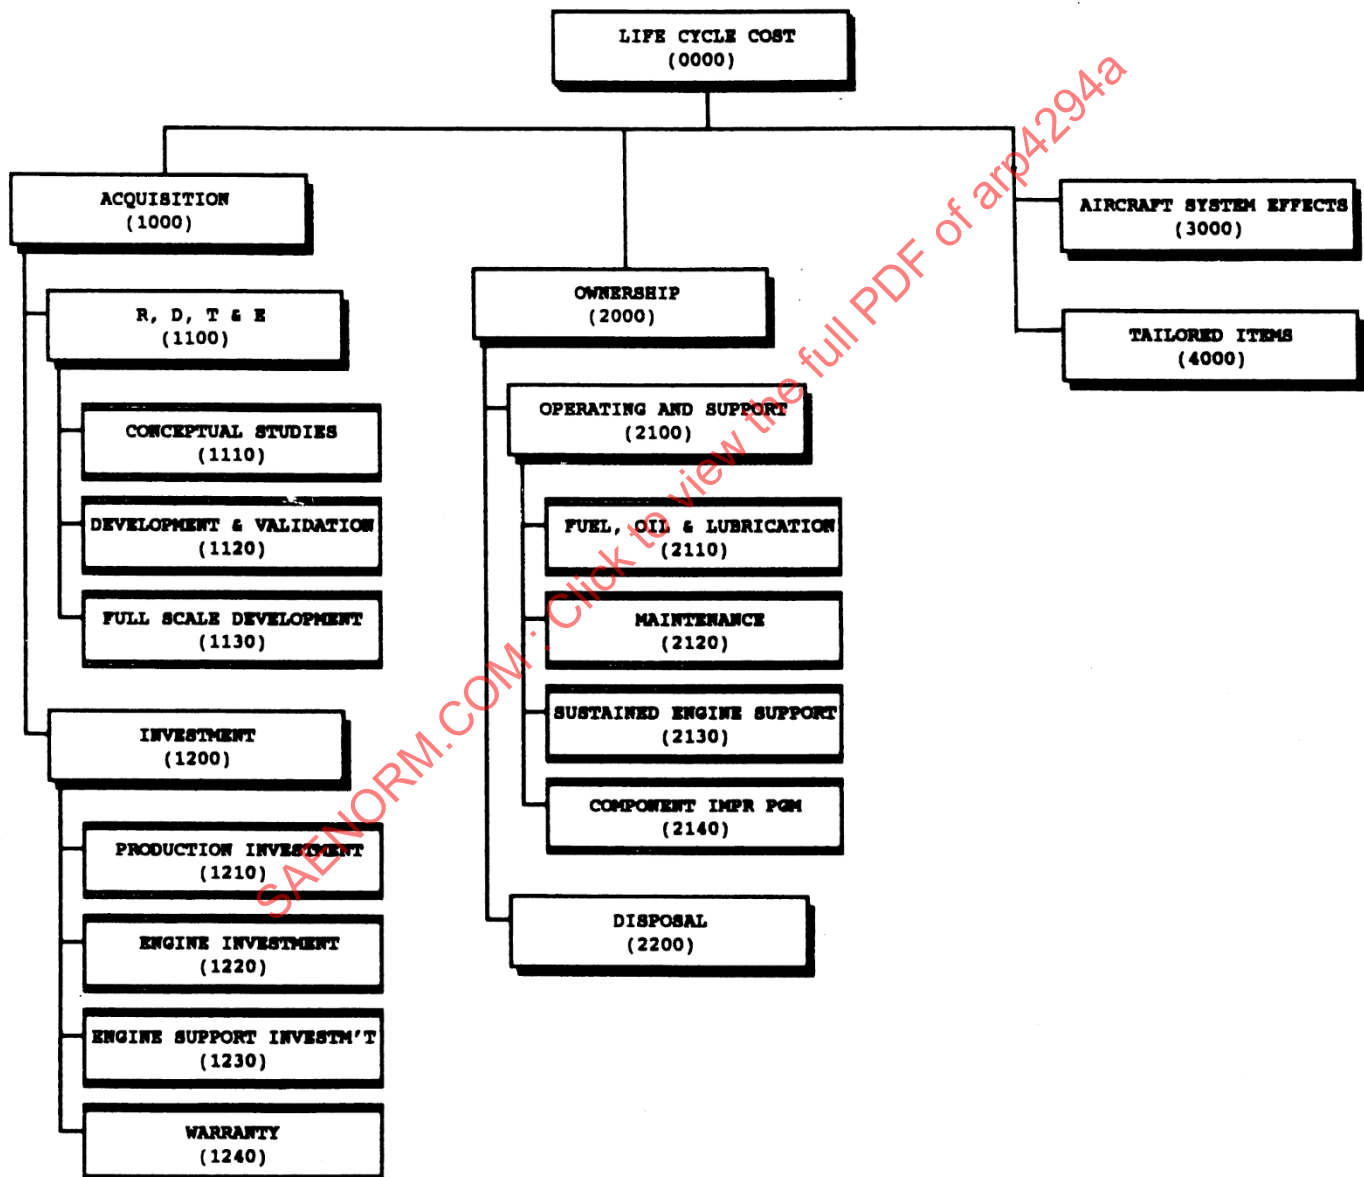 LIFE CYCLE COST
(0000)
ACQUISITION
(1000)
R, D, T & E
(1100)
CONCEPTUAL STUDIES
(1110)
DEVELOPMENT & VALIDATION
(1120)
FULL SCALE DEVELOPMENT
(1130)
INVESTMENT
(1200)
PRODUCTION INVESTMENT
(1210)
ENGINE INVESTMENT
(1220)
ENGINE SUPPORT INVESTM'T
(1230)
WARRANTY
(1240)
OWNERSHIP
(2000)
OPERATING AND SUPPORT
(2100)
FUEL, OIL & LUBRICATION
(2110)
MAINTENANCE
(2120)
SUSTAINED ENGINE SUPPORT
(2130)
COMPONENT IMPR PGM
(2140)
DISPOSAL
(2200)
AIRCRAFT SYSTEM EFFECTS
(3000)
TAILORED ITEMS
(4000)
SAENORM.COM : Click to view the full PDF of arp4294a